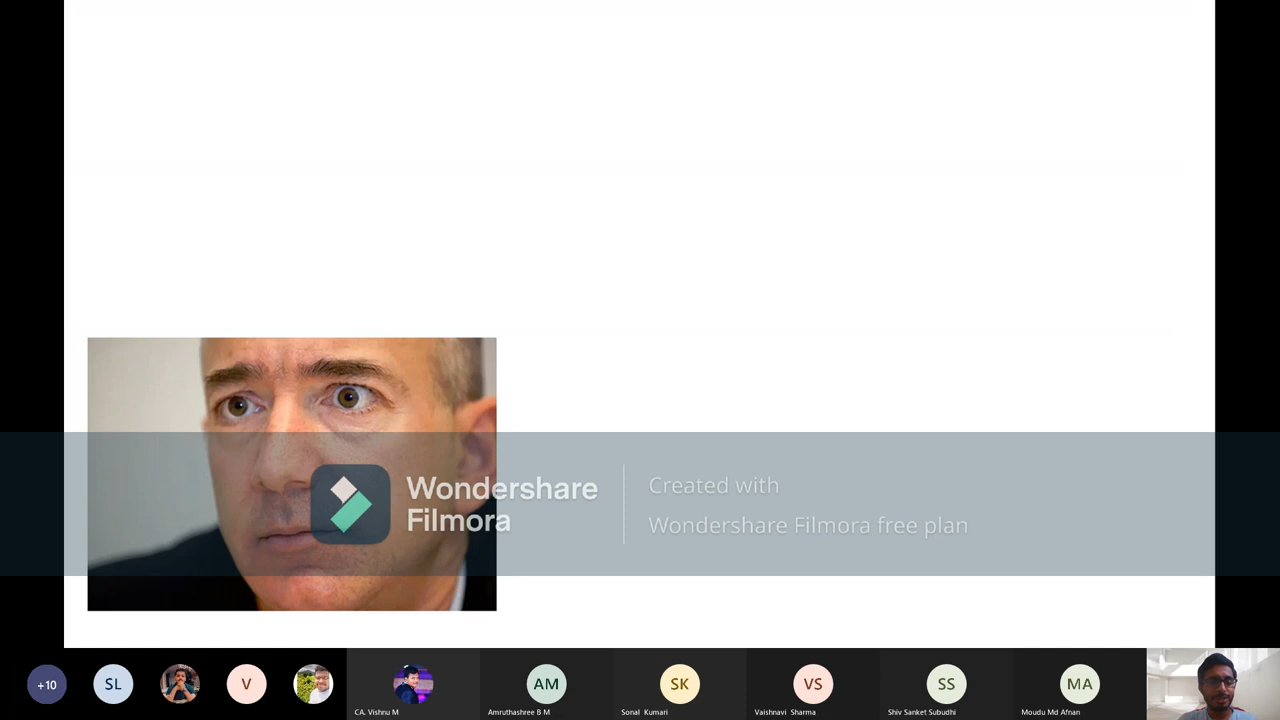 Wondershare
Filmora
Created with
Wondershare Filmora free plan
+10
SL
V
AM
SK
VS
SS
MA
CA. Vishnu M
Amruthashree B M
Sonal Kumari
Vaishnavi Sharma
Shiv Sanket Subudhi
Moudu Md Afnan